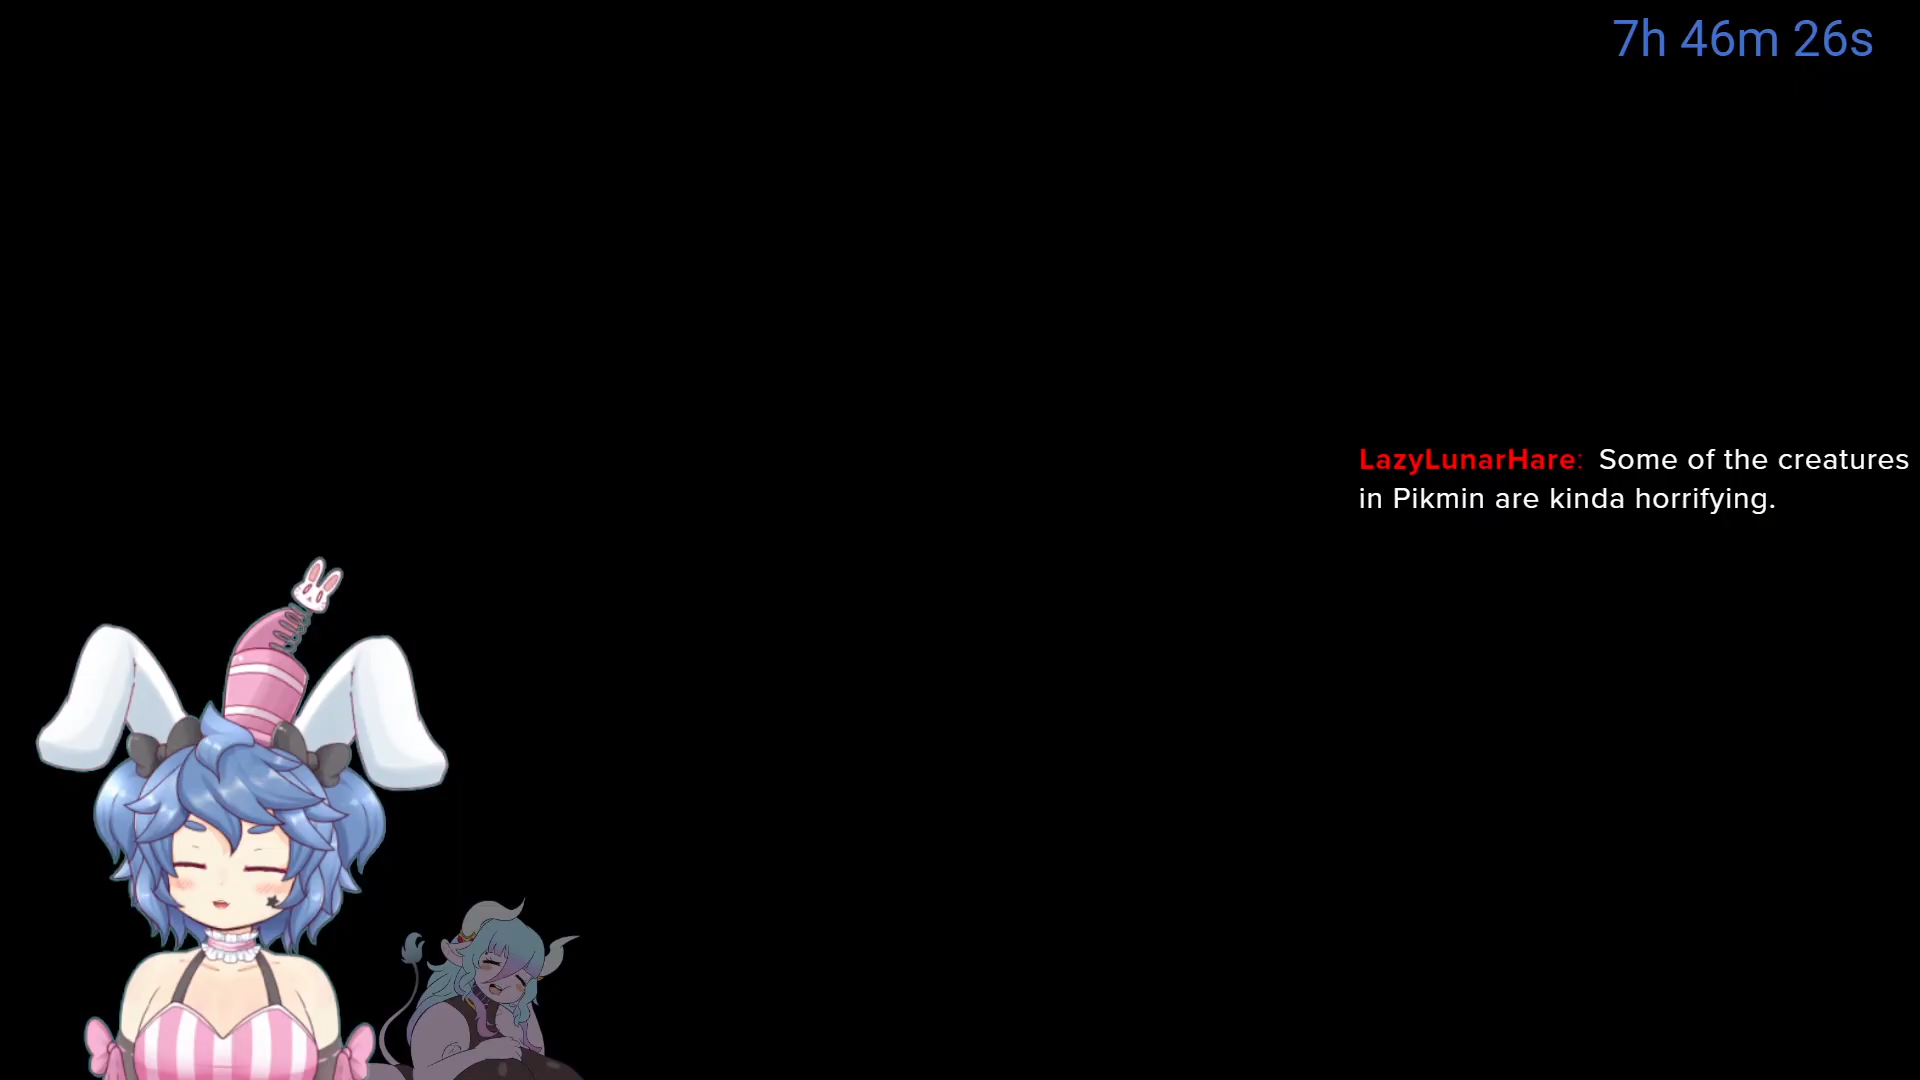 7h 46m 26s
LazyLunarHare: Some of the creatures
in Pikmin are kinda horrifying.